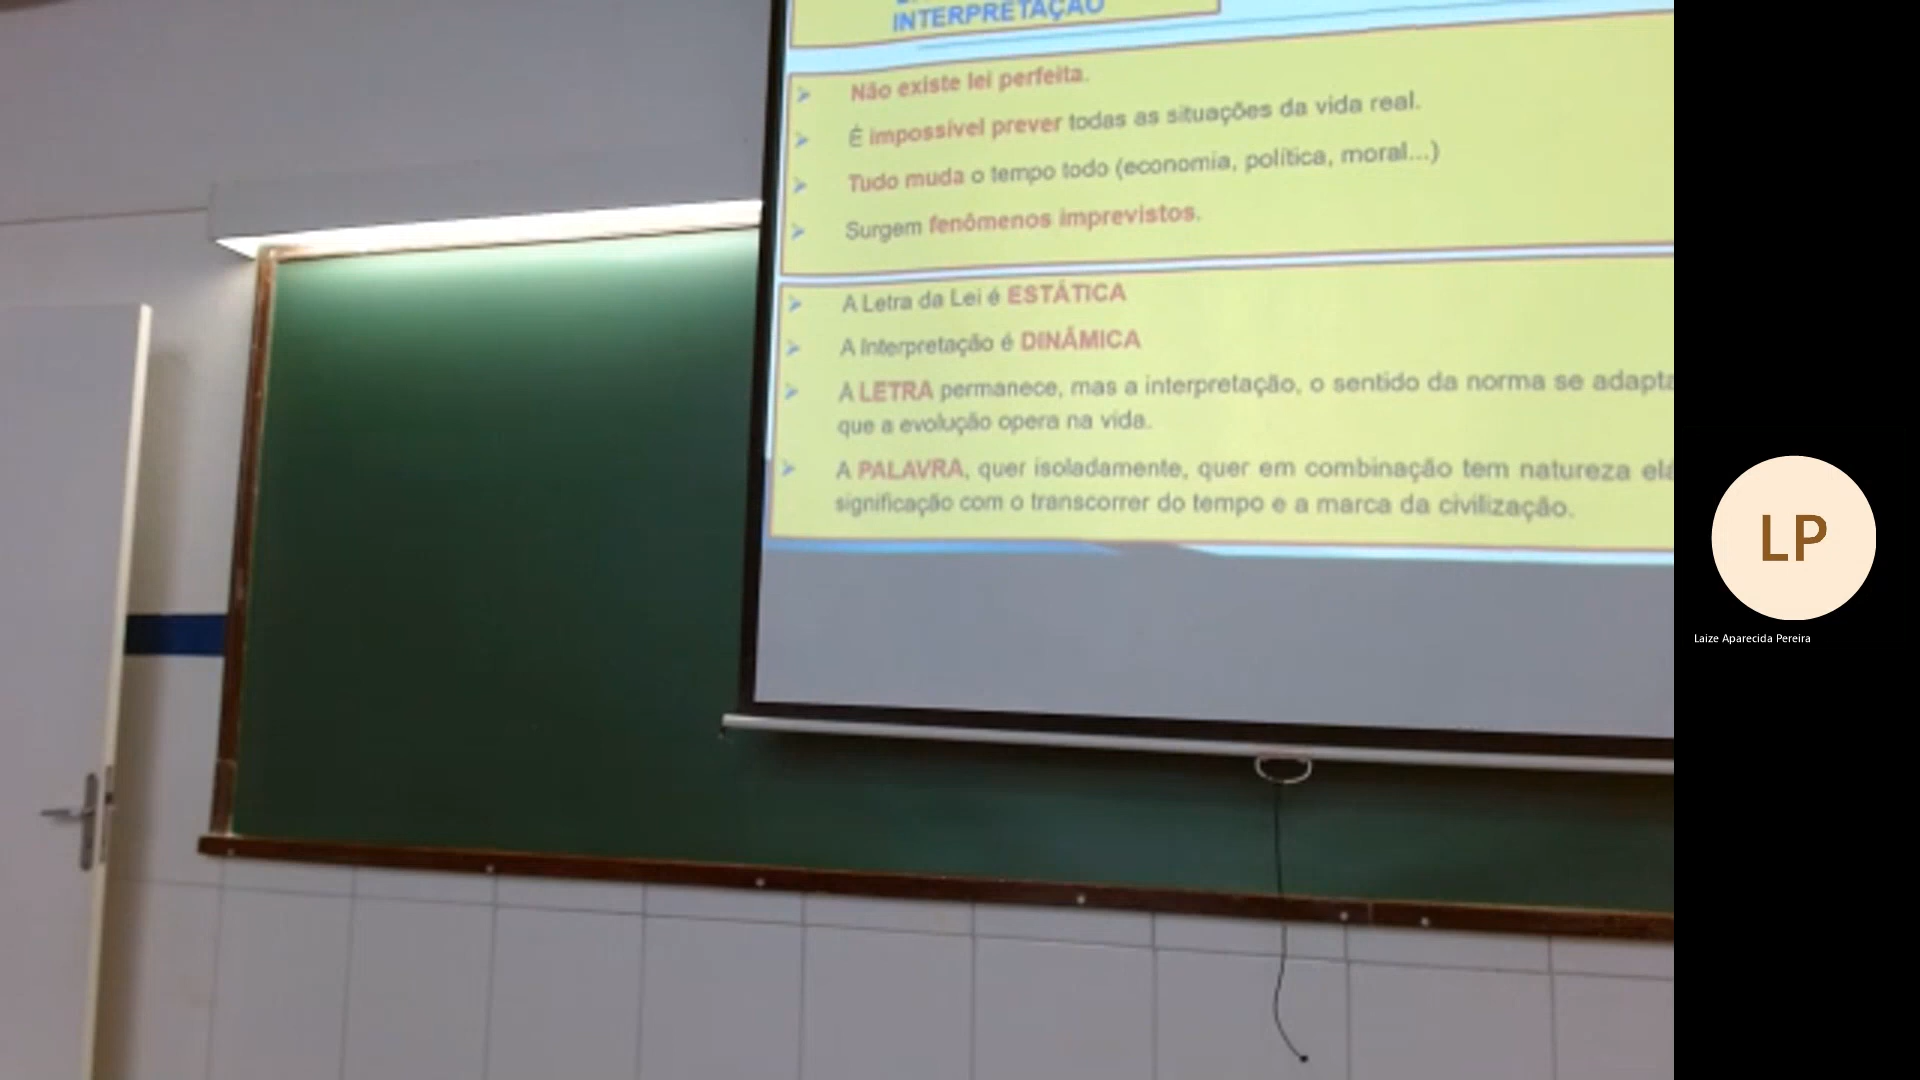 INTERPRETAÇÃO
Não existe lei perfeita.
É impossível prever todas as situações da vida real.
Tudo muda o tempo todo (economia, política, moral...)
Surgem fenômenos imprevistos.
A Letra da Lei é ESTÁTICA
A Interpretação é DINÂMICA
A LETRA permanece, mas a interpretação, o sentido da norma se adapta
que a evolução opera na vida.
A PALAVRA, quer isoladamente, quer em combinação tem natureza
significação com o transcorrer do tempo e a marca da civilização.
LP
Laize Aparecida Pereira